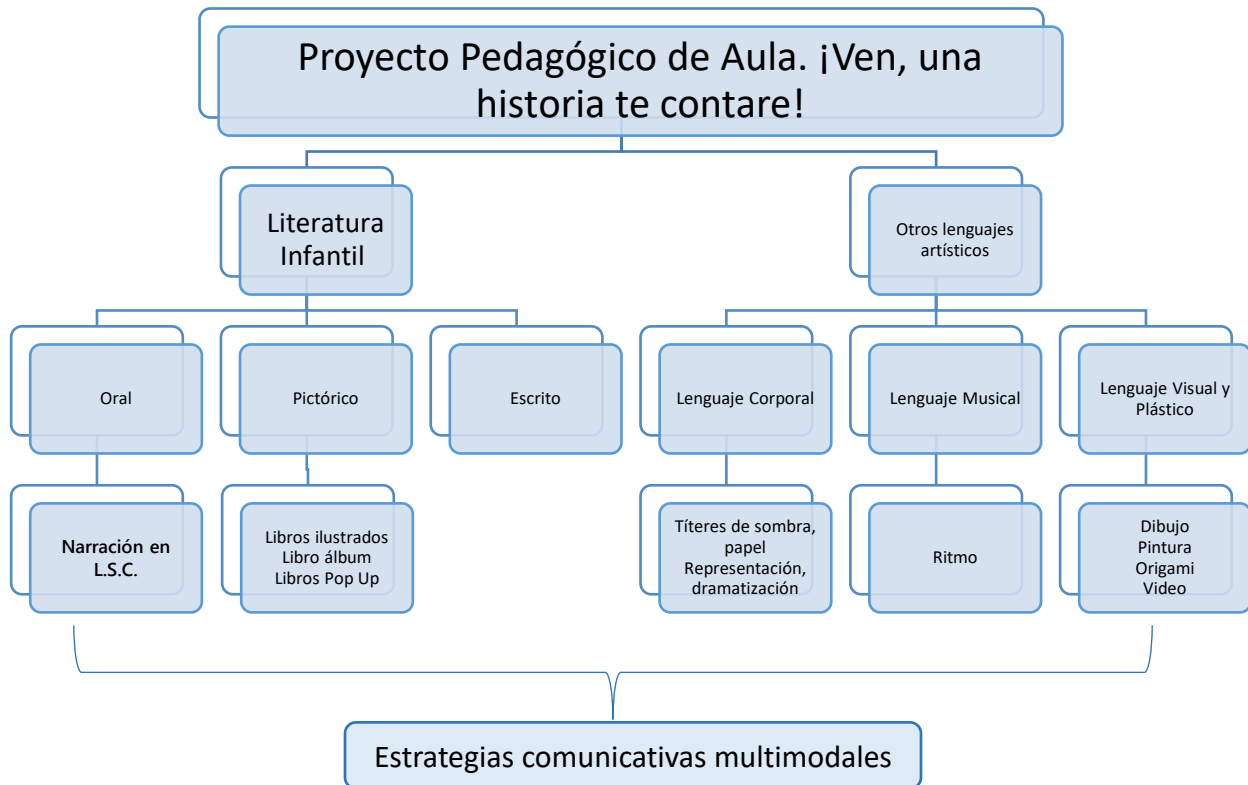 Proyecto Pedagógico de Aula. ¡Ven, una
historia te contare!
Literatura
Infantil
Otros lenguajes
artísticos
Oral
Pictórico
Escrito
Lenguaje Corporal
Lenguaje Musical
Lenguaje Visual y
Plástico
Narración en
L.S.C.
Libros ilustrados
Libro álbum
Libros Pop Up
Títeres de sombra,
papel
Representación,
dramatización
Ritmo
Dibujo
Pintura
Origami
Video
Estrategias comunicativas multimodales